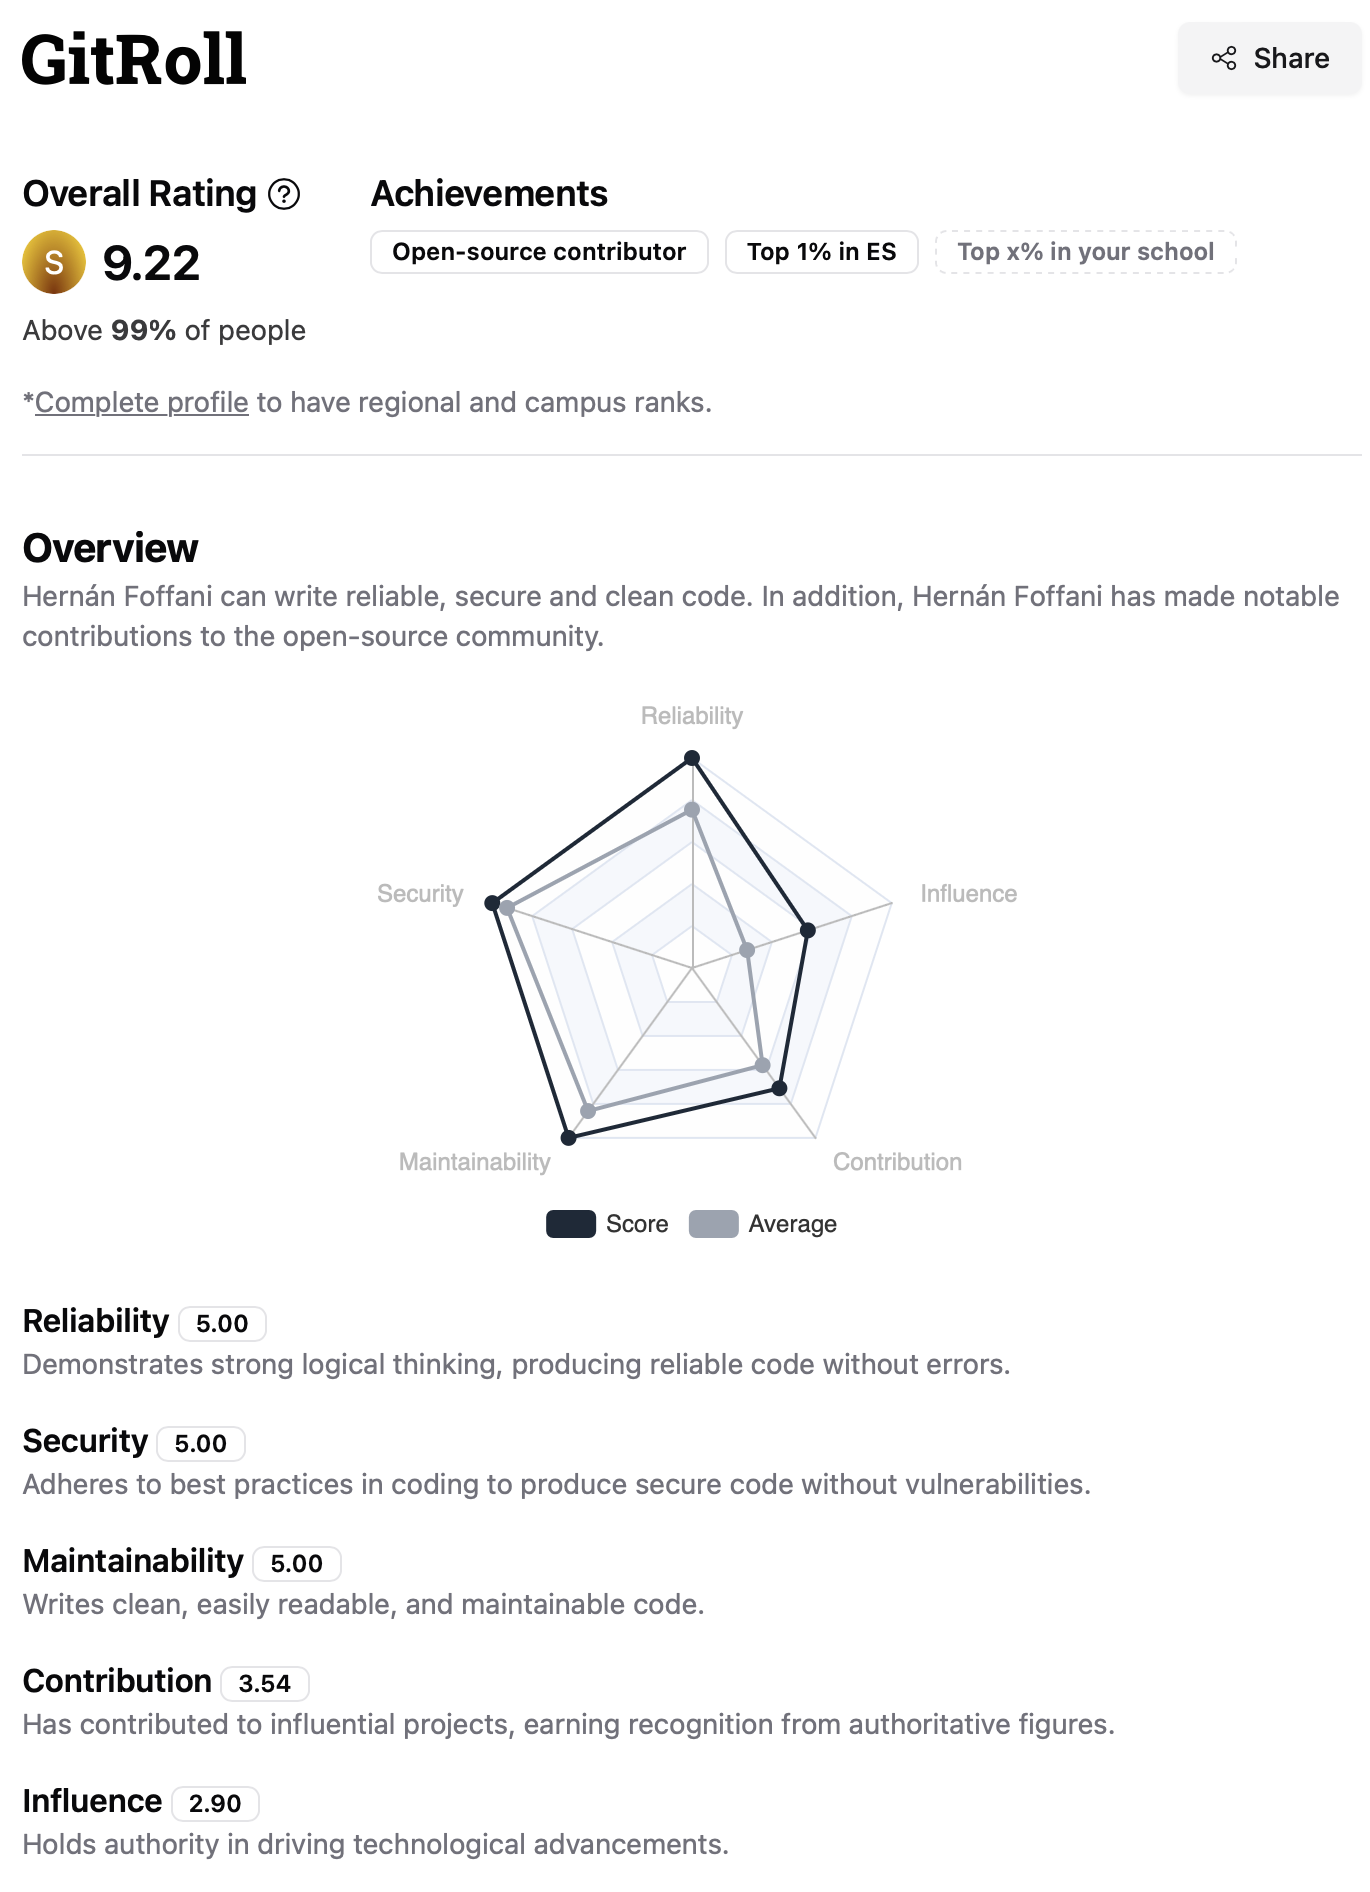 GitRoll
Share
Overall Rating ?
S 9.22
Above 99% of people
Achievements
Open-source contributor
Top 1% in ES
Top x% in your school
*Complete profile to have regional and campus ranks.
Overview
Hernán Foffani can write reliable, secure and clean code. In addition, Hernán Foffani has made notable
contributions to the open-source community.
Reliability
Security
Influence
Maintainability
Contribution
Score
Average
Reliability 5.00
Demonstrates strong logical thinking, producing reliable code without errors.
Security 5.00
Adheres to best practices in coding to produce secure code without vulnerabilities.
Maintainability 5.00
Writes clean, easily readable, and maintainable code.
Contribution 3.54
Has contributed to influential projects, earning recognition from authoritative figures.
Influence 2.90
Holds authority in driving technological advancements.